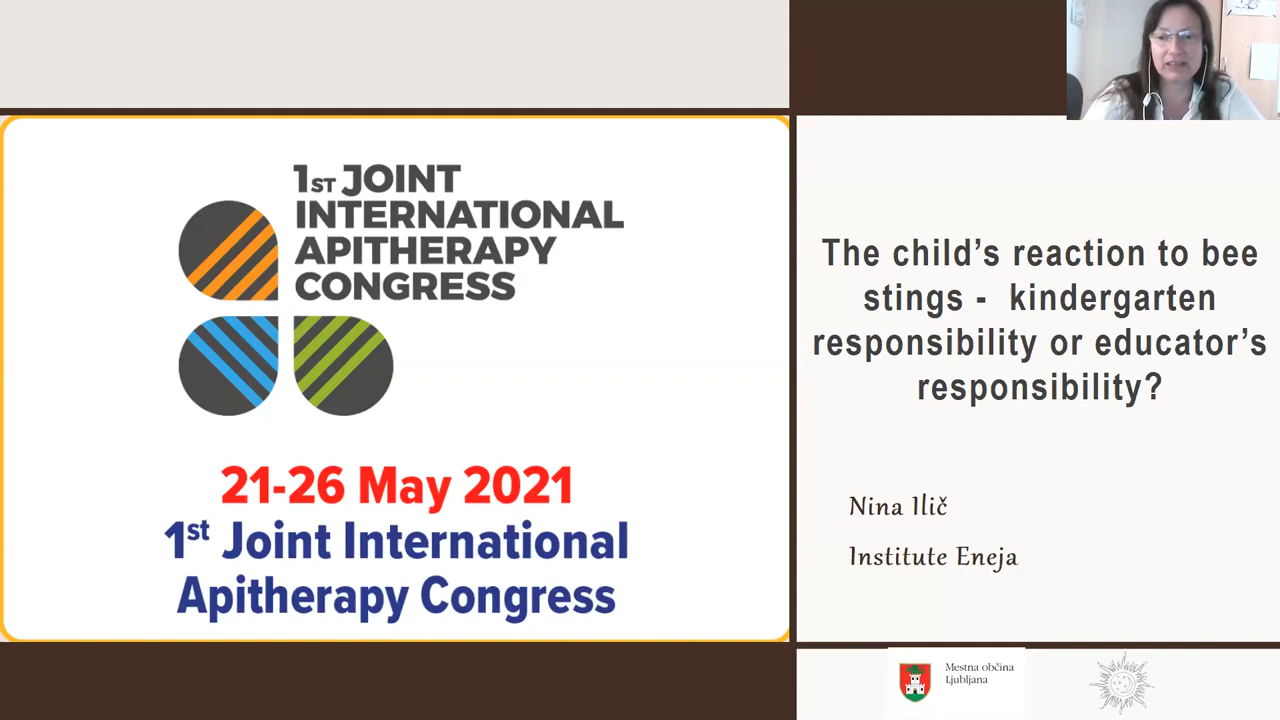 1ST JOINT
INTERNATIONAL
APITHERAPY
CONGRESS
21-26 May 2021
1st Joint International
Apitherapy Congress
The child's reaction to bee
stings - kindergarten
responsibility or educator's
responsibility?
Nina Ilič
Institute Eneja
Mestna občina
Ljubljana